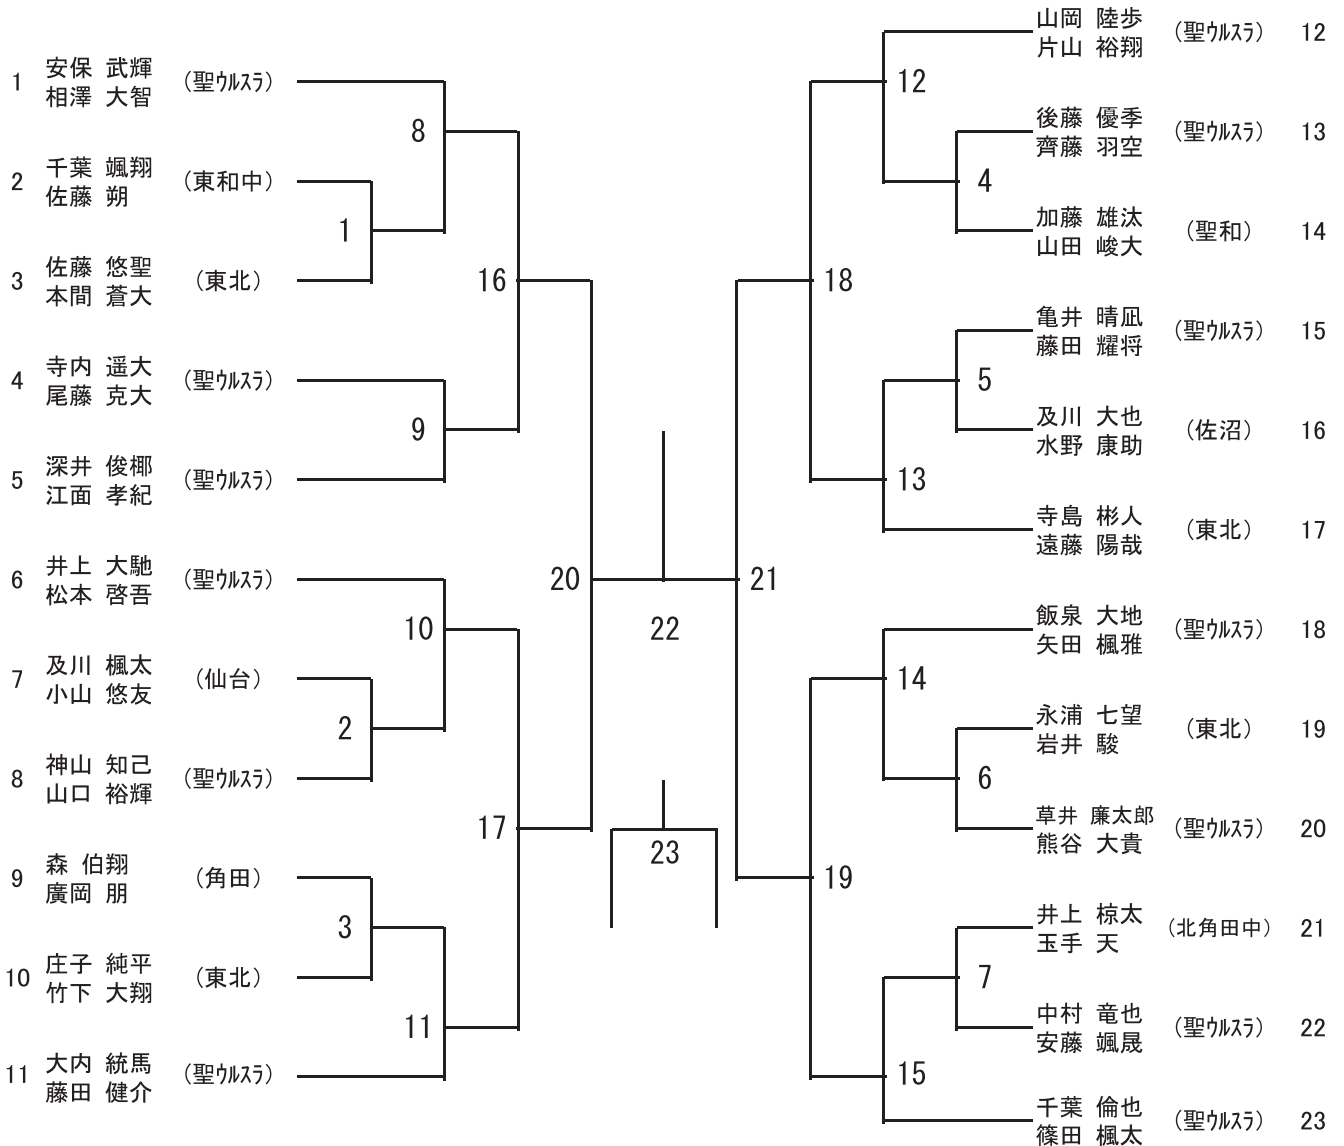 1 安保 武輝 (聖ウルスラ)
相澤 大智
2 千葉 颯翔 (東和中)
佐藤 朔
3 佐藤 悠聖 (東北)
本間 蒼大
4 寺内 遥大 (聖ウルスラ)
尾藤 克大
5 深井 俊椰 (聖ウルスラ)
江面 孝紀
6 井上 大馳 (聖ウルスラ)
松本 啓吾
7 及川 楓太 (仙台)
小山 悠友
8 神山 知己 (聖ウルスラ)
山口 裕輝
9 森 伯翔 (角田)
廣岡 朋
10 庄子 純平 (東北)
竹下 大翔
11 大内 統馬 (聖ウルスラ)
藤田 健介
8
1
16
9
10
2
20
17
3
11
22
23
21
12
4
18
5
13
14
6
19
7
15
山岡 陸歩 (聖ウルスラ) 12
片山 裕翔
後藤 優季 (聖ウルスラ) 13
齊藤 羽空
加藤 雄汰 (聖和) 14
山田 峻大
亀井 晴凪 (聖ウルスラ) 15
藤田 耀将
及川 大也 (佐沼) 16
水野 康助
寺島 彬人 (東北) 17
遠藤 陽哉
飯泉 大地 (聖ウルスラ) 18
矢田 楓雅
永浦 七望 (東北) 19
岩井 駿
草井 廉太郎 (聖ウルスラ) 20
熊谷 大貴
井上 椋太 (北角田中) 21
玉手 天
中村 竜也 (聖ウルスラ) 22
安藤 颯晟
千葉 倫也 (聖ウルスラ) 23
篠田 楓太